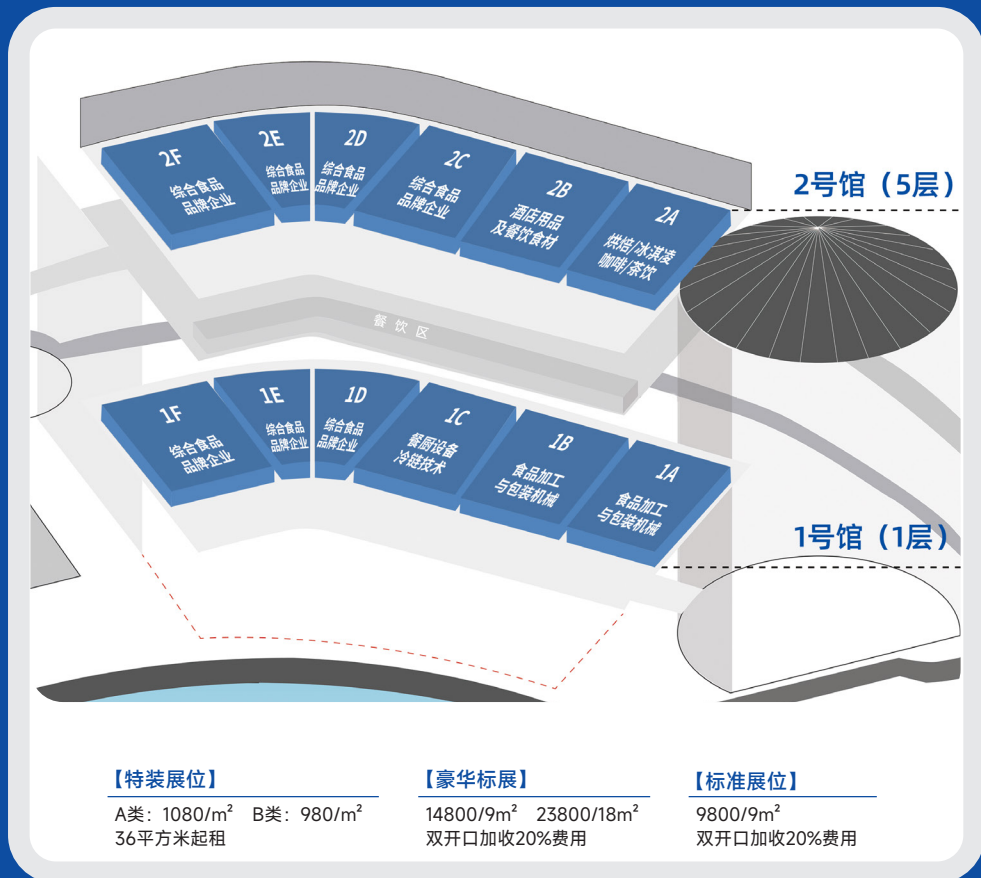 2F
综合食品
品牌企业
2E
综合食品
品牌企业
2D
综合食品
品牌企业
2C
综合食品
品牌企业
2B
酒店用品
及餐饮食材
2A
烘焙/冰淇凌
咖啡/茶饮
2号馆（5层）
餐饮区
1F
综合食品
品牌企业
1E
综合食品
品牌企业
1D
综合食品
品牌企业
1C
餐厨设备
冷链技术
1B
食品加工
与包装机械
1A
食品加工
与包装机械
1号馆（1层）
【特装展位】
A类：1080/m² B类：980/m²
36平方米起租
【豪华标展】
14800/9m² 23800/18m²
双开口加收20%费用
【标准展位】
9800/9m²
双开口加收20%费用